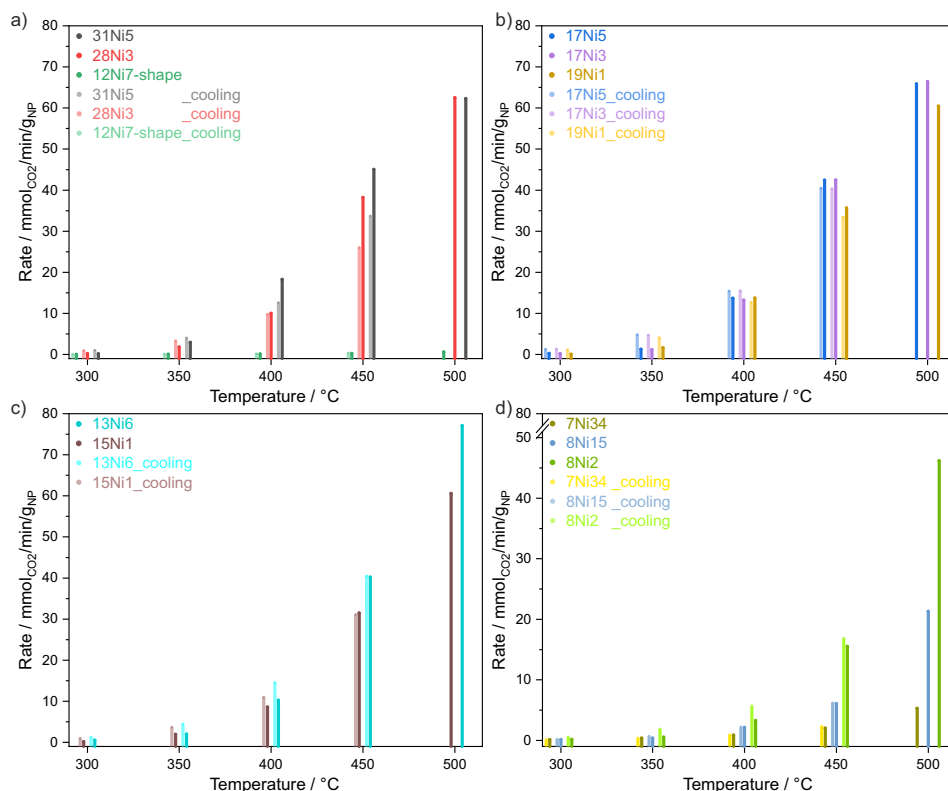 a)
Rate / mmolCO2/min/gNP
80
70
60
50
40
30
20
10
0
31Ni5
28Ni3
12Ni7-shape
31Ni5 _cooling
28Ni3 _cooling
12Ni7-shape_cooling
300 350 400 450 500
Temperature / °C
b)
Rate / mmolCO2/min/gNP
80
70
60
50
40
30
20
10
0
17Ni5
17Ni3
19Ni1
17Ni5_cooling
17Ni3_cooling
19Ni1_cooling
300 350 400 450 500
Temperature / °C
c)
Rate / mmolCO2/min/gNP
80
70
60
50
40
30
20
10
0
13Ni6
15Ni1
13Ni6_cooling
15Ni1_cooling
300 350 400 450 500
Temperature / °C
d)
Rate / mmolCO2/min/gNP
80
50
40
30
20
10
0
7Ni34
8Ni15
8Ni2
7Ni34 _cooling
8Ni15 _cooling
8Ni2 _cooling
300 350 400 450 500
Temperature / °C